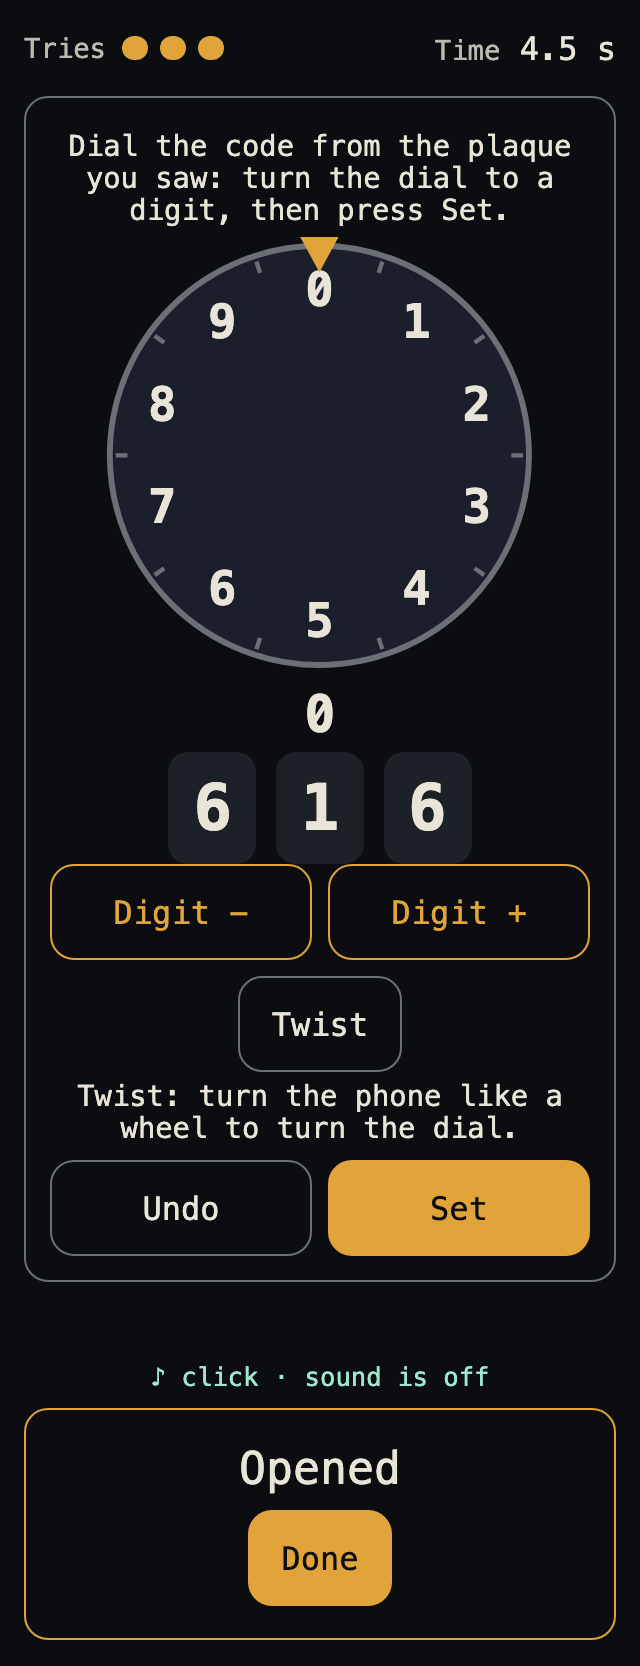 Tries
Time 4.5 s
Dial the code from the plaque
you saw: turn the dial to a
digit, then press Set.
0
9 1
8 2
7 3
6 4
5
0
6 1 6
Digit − Digit +
Twist
Twist: turn the phone like a
wheel to turn the dial.
Undo Set
♪ click · sound is off
Opened
Done